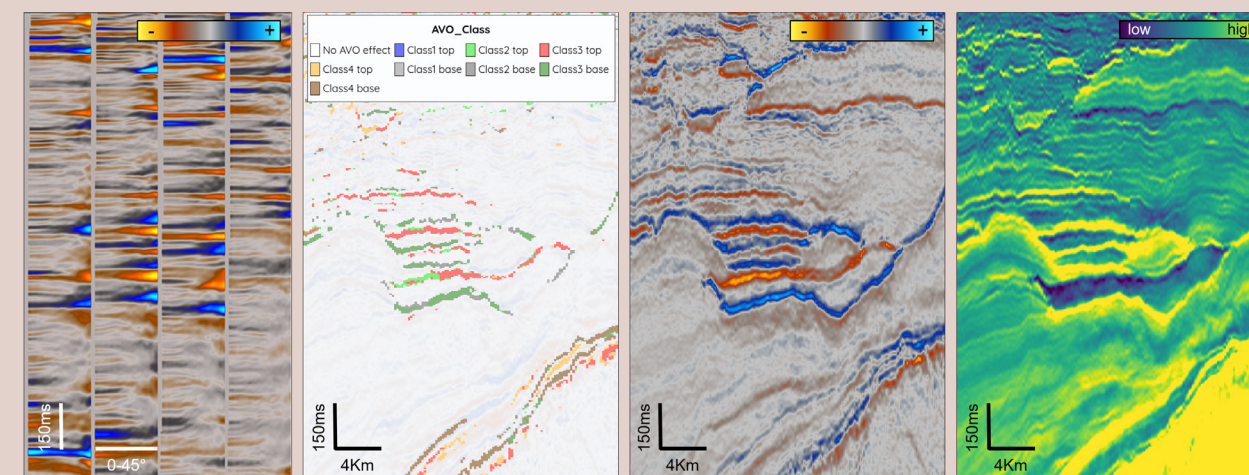 - +
150ms
0-45°
AVO_Class
No AVO effect Class1 top Class2 top Class3 top
Class4 top Class1 base Class2 base Class3 base
Class4 base
150ms
4Km
- +
150ms
4Km
low high
150ms
4Km